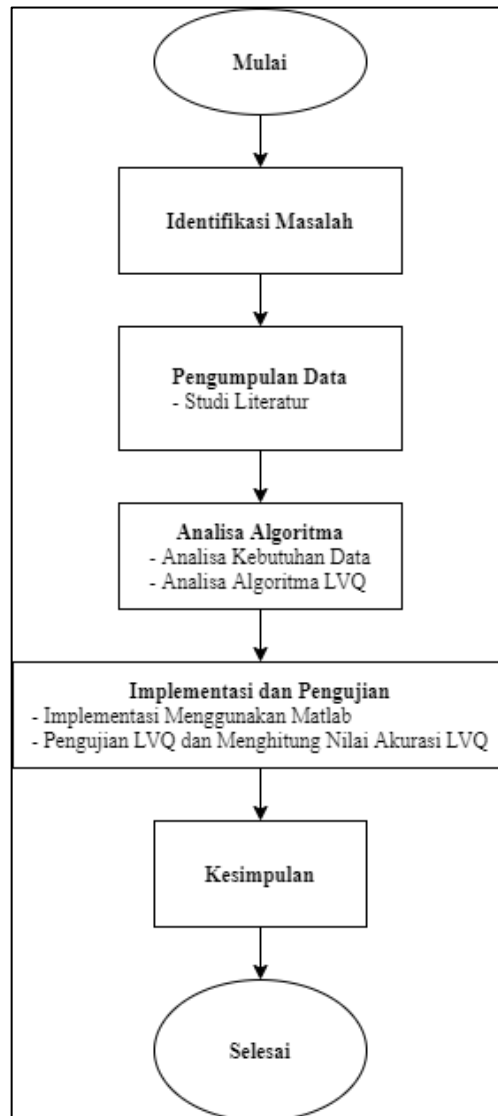 Mulai
Identifikasi Masalah
Pengumpulan Data
- Studi Literatur
Analisa Algoritma
- Analisa Kebutuhan Data
- Analisa Algoritma LVQ
Implementasi dan Pengujian
- Implementasi Menggunakan Matlab
- Pengujian LVQ dan Menghitung Nilai Akurasi LVQ
Kesimpulan
Selesai